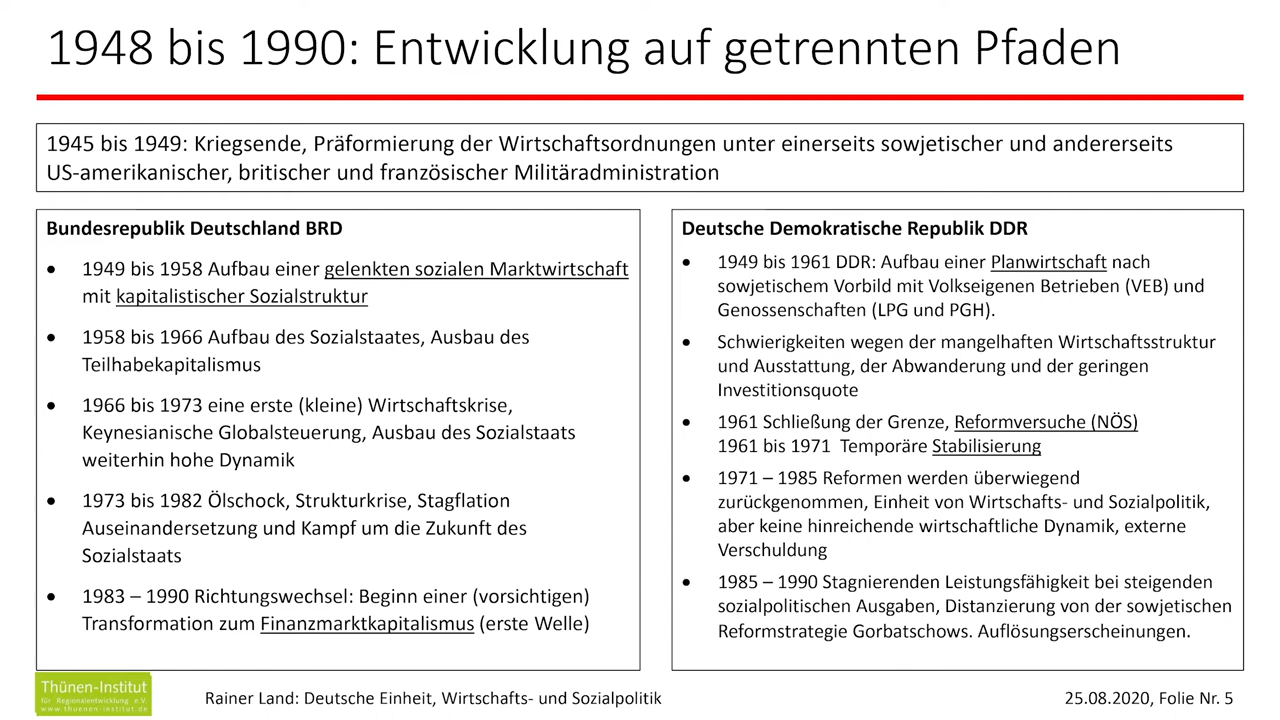 1948 bis 1990: Entwicklung auf getrennten Pfaden
1945 bis 1949: Kriegsende, Präformierung der Wirtschaftsordnungen unter einerseits sowjetischer und andererseits
US-amerikanischer, britischer und französischer Militäradministration
Bundesrepublik Deutschland BRD
• 1949 bis 1958 Aufbau einer gelenkten sozialen Marktwirtschaft
mit kapitalistischer Sozialstruktur
• 1958 bis 1966 Aufbau des Sozialstaates, Ausbau des
Teilhabekapitalismus
• 1966 bis 1973 eine erste (kleine) Wirtschaftskrise,
Keynesianische Globalsteuerung, Ausbau des Sozialstaats
weiterhin hohe Dynamik
• 1973 bis 1982 Ölschock, Strukturkrise, Stagflation
Auseinandersetzung und Kampf um die Zukunft des
Sozialstaats
• 1983 – 1990 Richtungswechsel: Beginn einer (vorsichtigen)
Transformation zum Finanzmarktkapitalismus (erste Welle)
Deutsche Demokratische Republik DDR
• 1949 bis 1961 DDR: Aufbau einer Planwirtschaft nach
sowjetischem Vorbild mit Volkseigenen Betrieben (VEB) und
Genossenschaften (LPG und PGH).
• Schwierigkeiten wegen der mangelhaften Wirtschaftsstruktur
und Ausstattung, der Abwanderung und der geringen
Investitionsquote
• 1961 Schließung der Grenze, Reformversuche (NÖS)
1961 bis 1971 Temporäre Stabilisierung
• 1971 – 1985 Reformen werden überwiegend
zurückgenommen, Einheit von Wirtschafts- und Sozialpolitik,
aber keine hinreichende wirtschaftliche Dynamik, externe
Verschuldung
• 1985 – 1990 Stagnierenden Leistungsfähigkeit bei steigenden
sozialpolitischen Ausgaben, Distanzierung von der sowjetischen
Reformstrategie Gorbatschows. Auflösungserscheinungen.
Thünen-Institut
für Regionalentwicklung e.V.
www.thuenen-institut.de
Rainer Land: Deutsche Einheit, Wirtschafts- und Sozialpolitik
25.08.2020, Folie Nr. 5